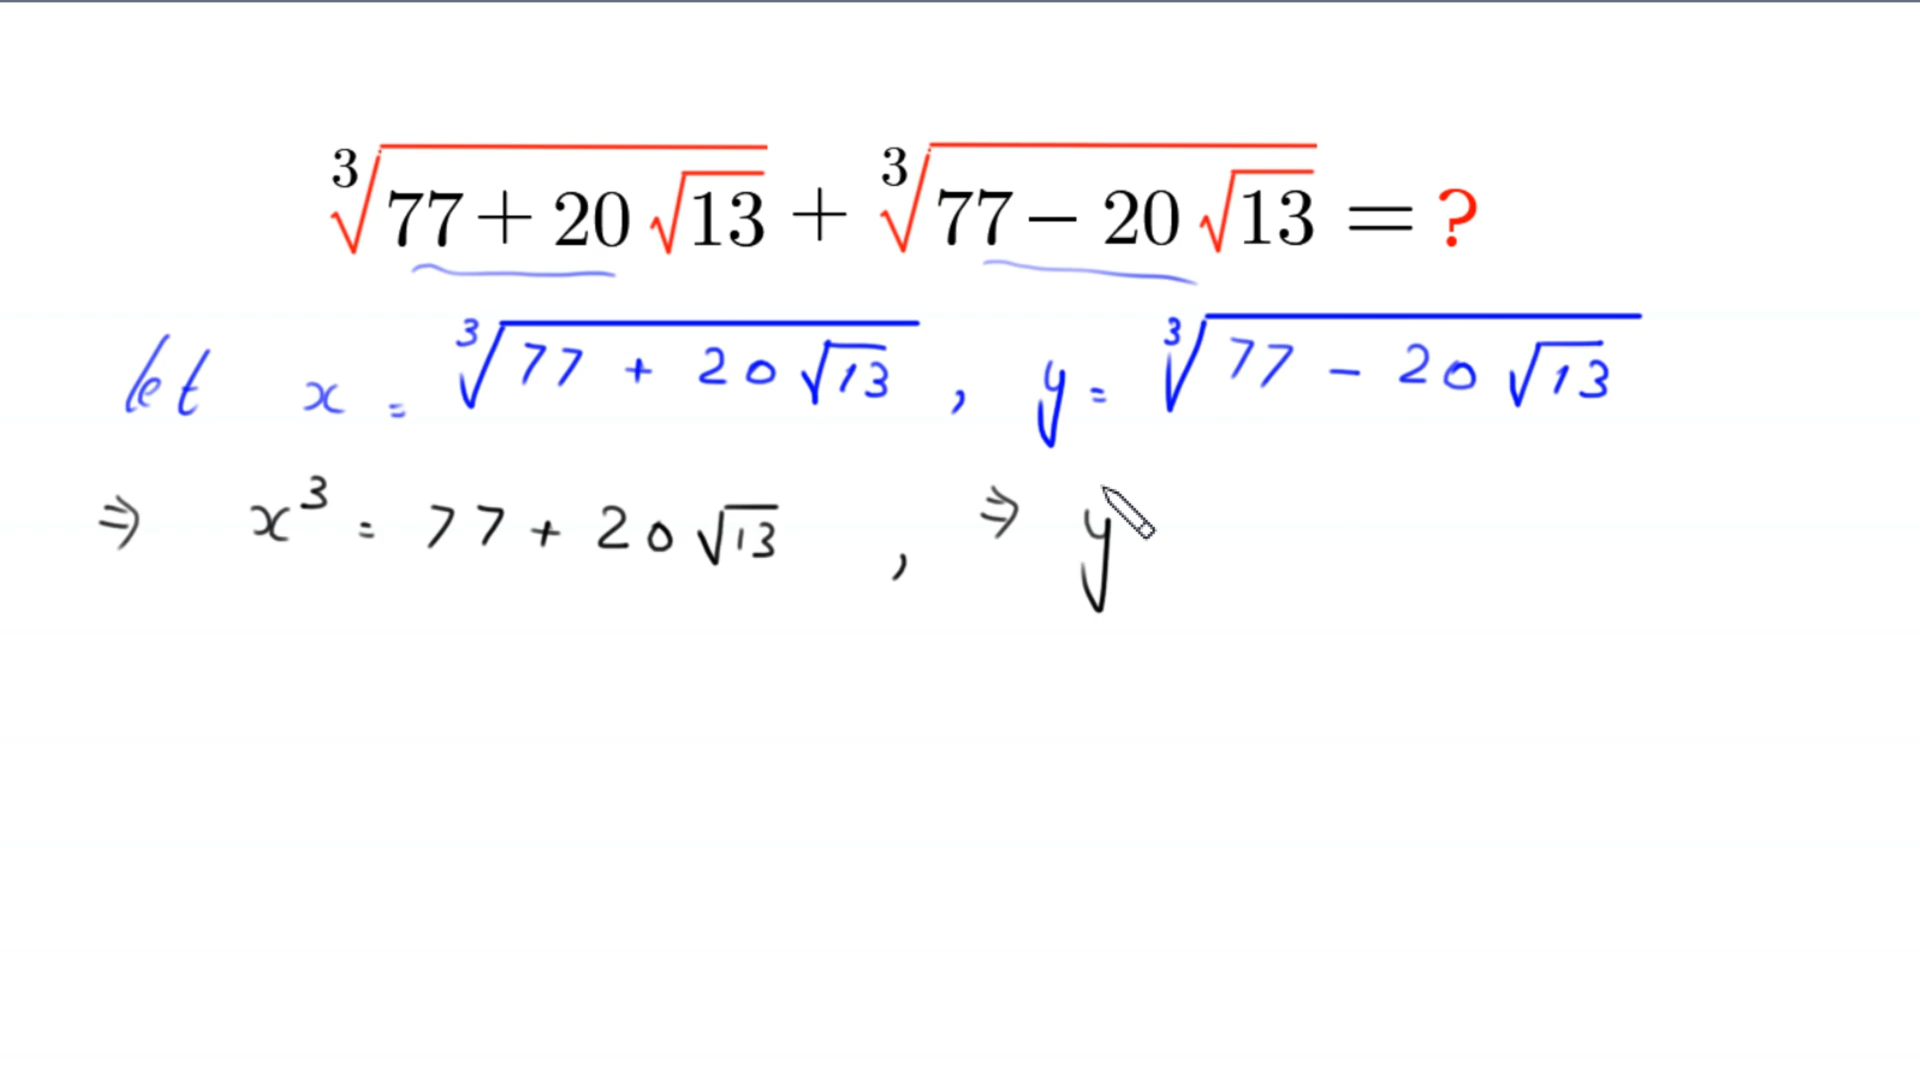 ∛(77 + 20√13) + ∛(77 − 20√13) = ?
let x = ∛(77 + 20√13) , y = ∛(77 − 20√13)
⇒ x³ = 77 + 20√13 , ⇒ y